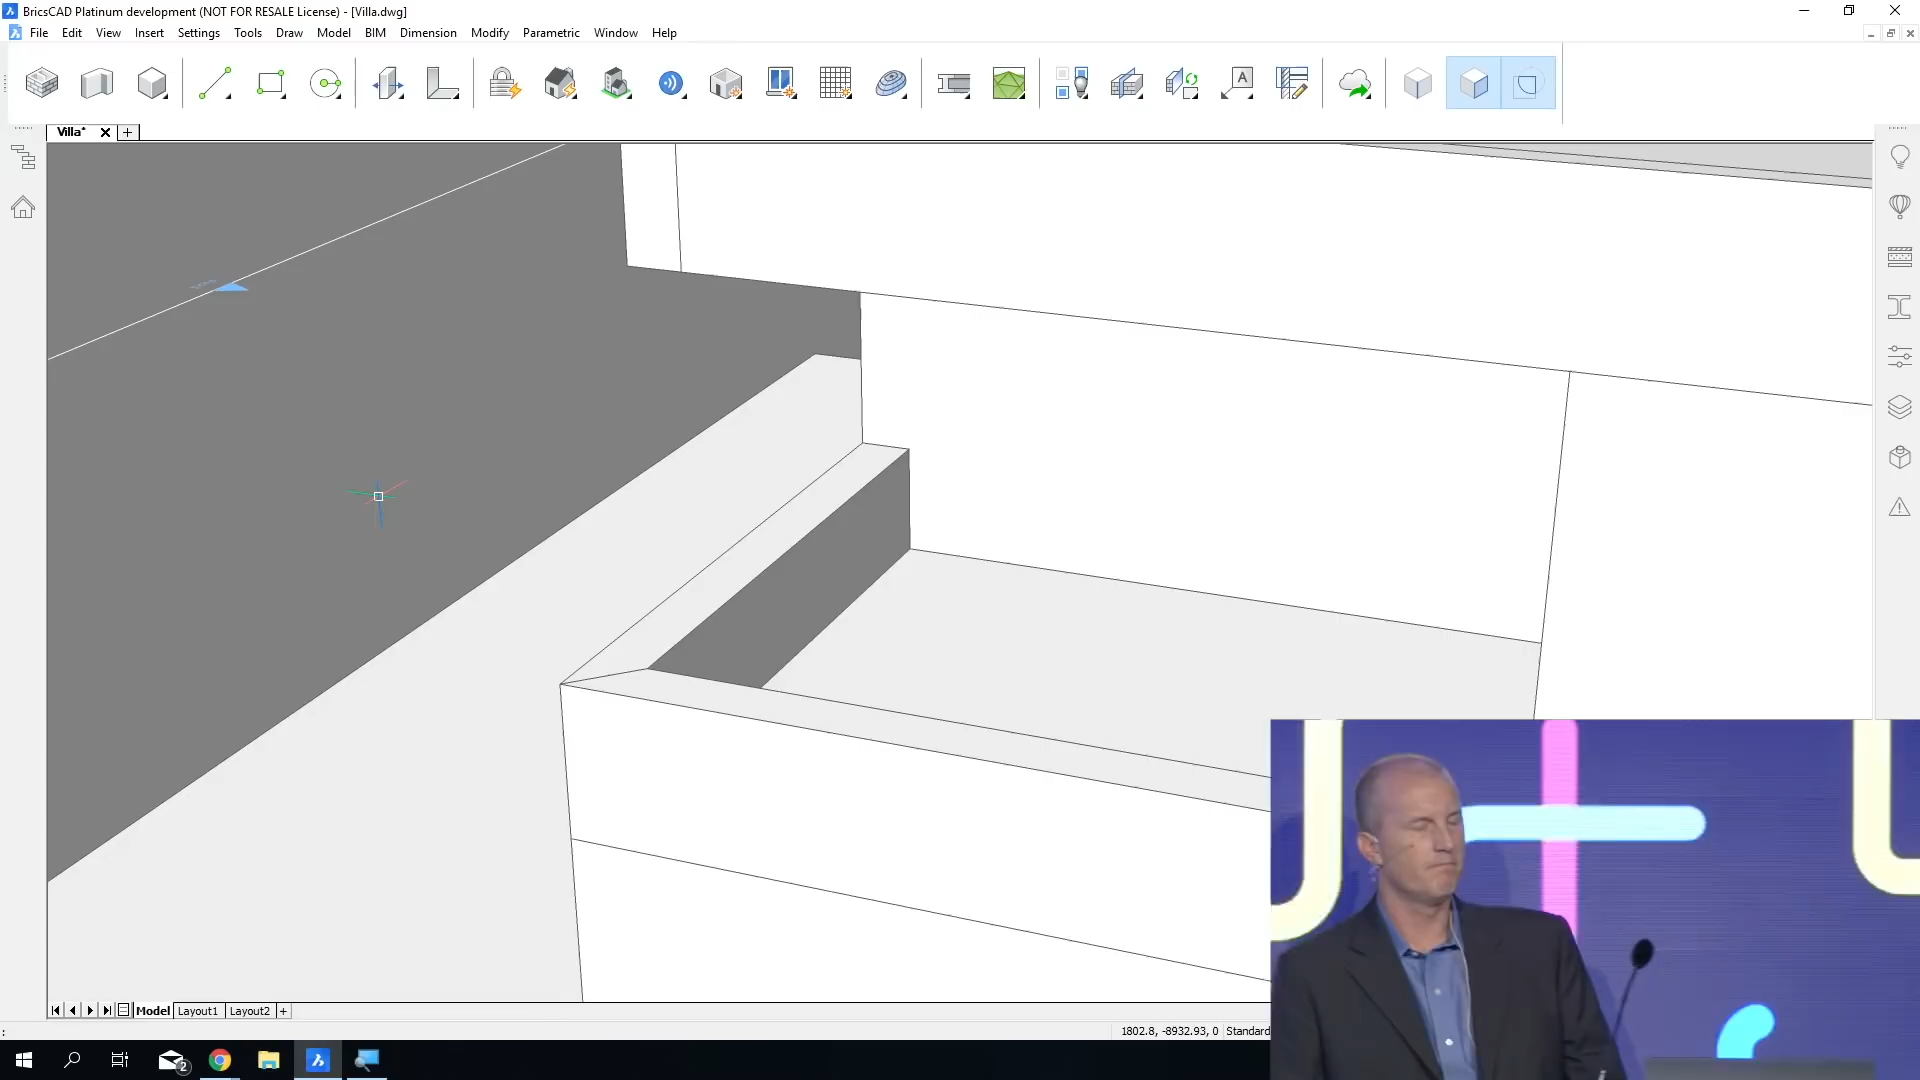 BricsCAD Platinum development (NOT FOR RESALE License) - [Villa.dwg]
File Edit View Insert Settings Tools Draw Model BIM Dimension Modify Parametric Window Help
A
Villa*
Model Layout1 Layout2
:
1802.8, -8932.93, 0 Standard
2